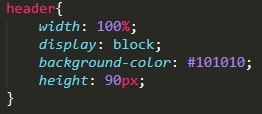 header{
    width: 100%;
    display: block;
    background-color: #101010;
    height: 90px;
}